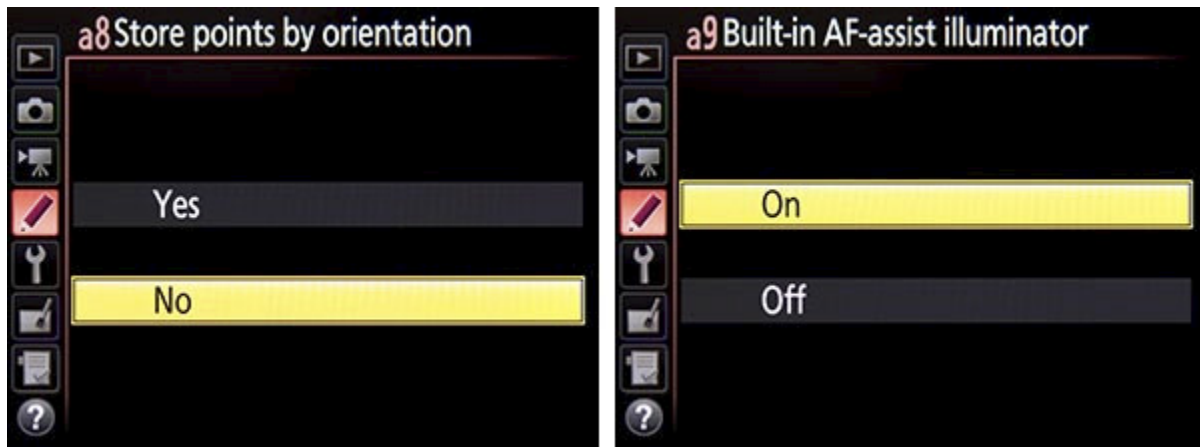 a8 Store points by orientation
Yes
No
a9 Built-in AF-assist illuminator
On
Off
?
?